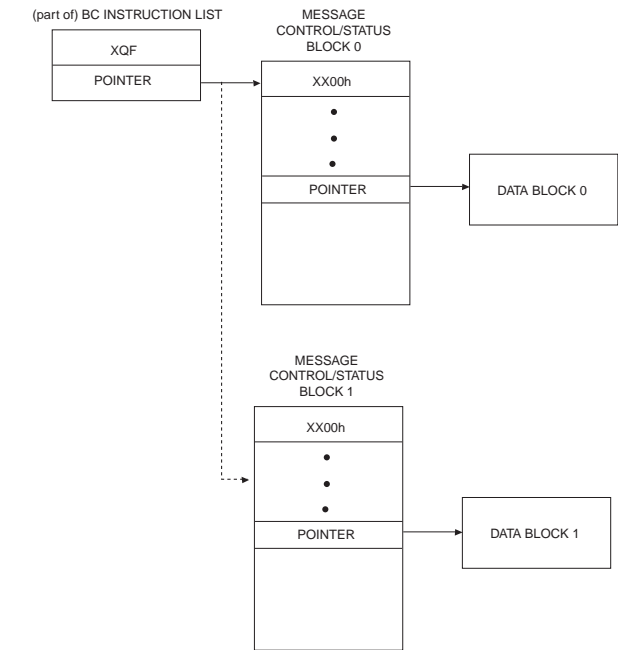 (part of) BC INSTRUCTION LIST
XQF
POINTER
MESSAGE
CONTROL/STATUS
BLOCK 0
XX00h
POINTER
DATA BLOCK 0
MESSAGE
CONTROL/STATUS
BLOCK 1
XX00h
POINTER
DATA BLOCK 1